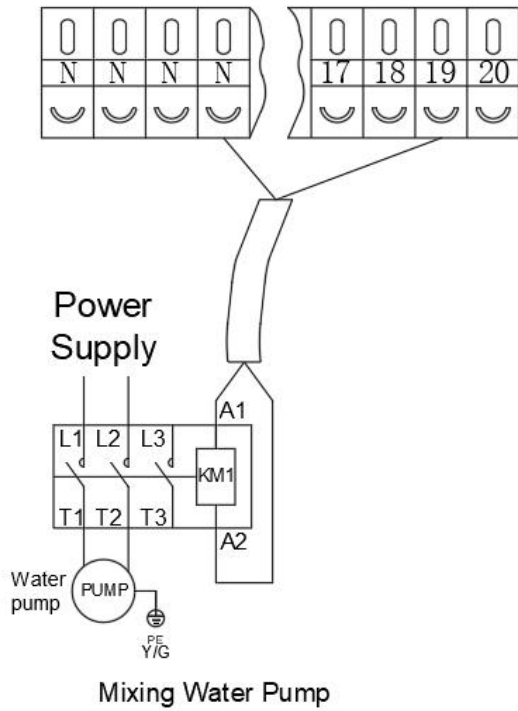 N N N N 17 18 19 20
Power
Supply
A1
L1 L2 L3
KM1
T1 T2 T3
A2
Water
pump
PUMP
PE
Y/G
Mixing Water Pump